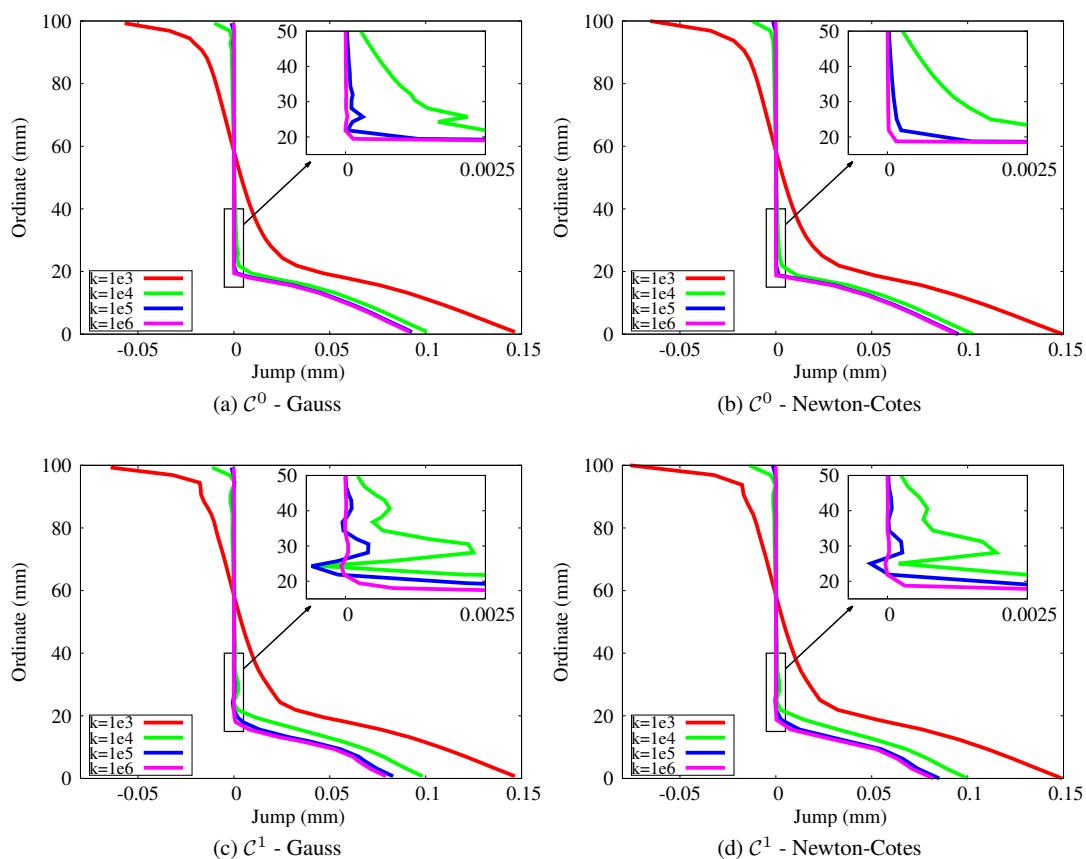 100
80
60
40
20
0
Ordinate (mm)
k=1e3
k=1e4
k=1e5
k=1e6
50
40
30
20
0
0.0025
-0.05
0
0.05
0.1
0.15
Jump (mm)
(a) C⁰ - Gauss
100
80
60
40
20
0
Ordinate (mm)
k=1e3
k=1e4
k=1e5
k=1e6
50
40
30
20
0
0.0025
-0.05
0
0.05
0.1
0.15
Jump (mm)
(b) C⁰ - Newton-Cotes
100
80
60
40
20
0
Ordinate (mm)
k=1e3
k=1e4
k=1e5
k=1e6
50
40
30
20
0
0.0025
-0.05
0
0.05
0.1
0.15
Jump (mm)
(c) C¹ - Gauss
100
80
60
40
20
0
Ordinate (mm)
k=1e3
k=1e4
k=1e5
k=1e6
50
40
30
20
0
0.0025
-0.05
0
0.05
0.1
0.15
Jump (mm)
(d) C¹ - Newton-Cotes